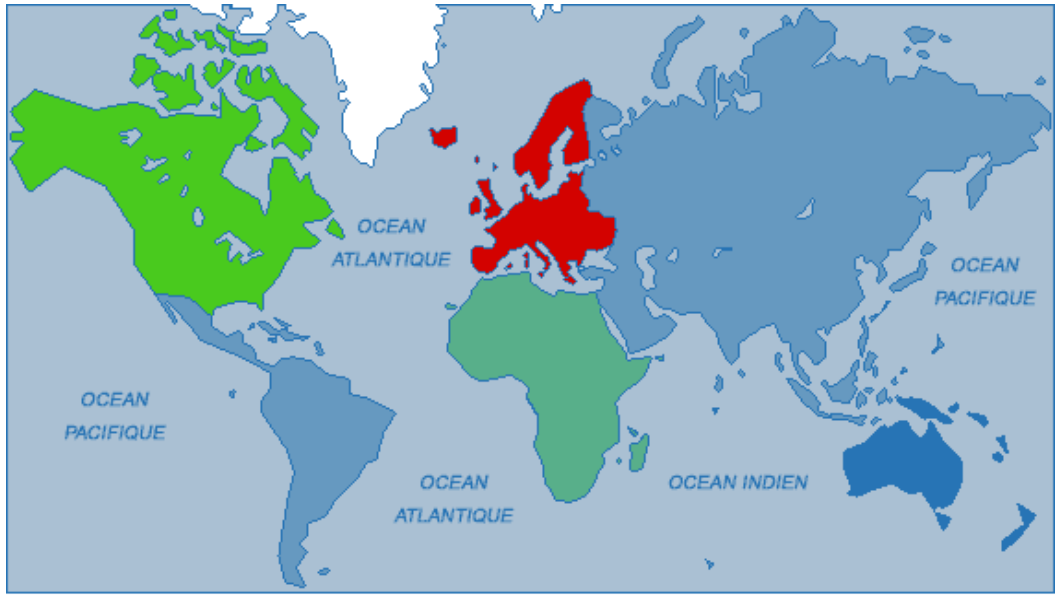 OCEAN
ATLANTIQUE
OCEAN
PACIFIQUE
OCEAN
PACIFIQUE
OCEAN
ATLANTIQUE
OCEAN INDIEN